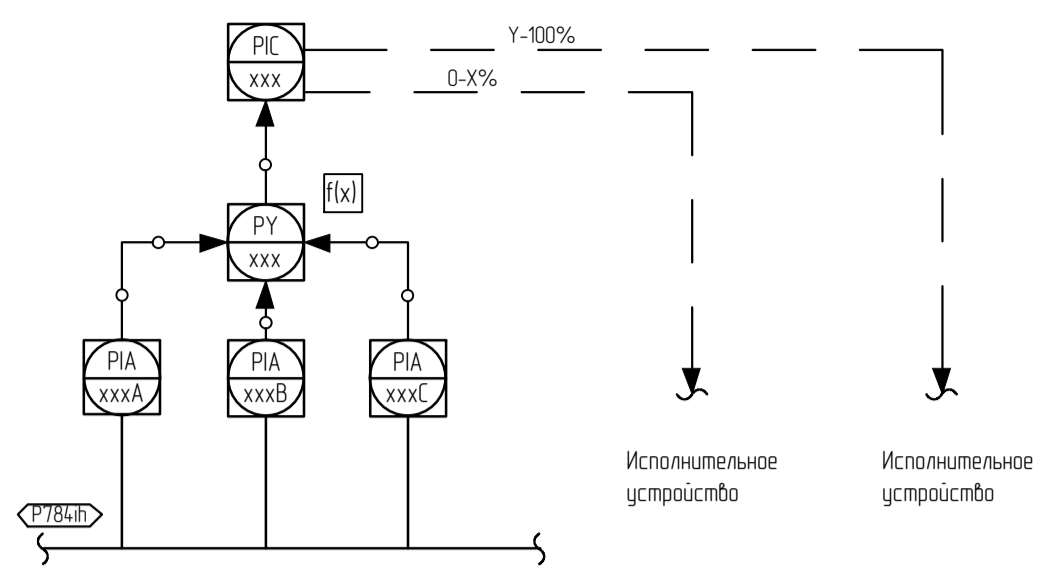 PIC
xxx
Y-100%
0-X%
f(x)
PY
xxx
PIA
xxxA
PIA
xxxB
PIA
xxxC
Исполнительное
устройство
Исполнительное
устройство
P784ih